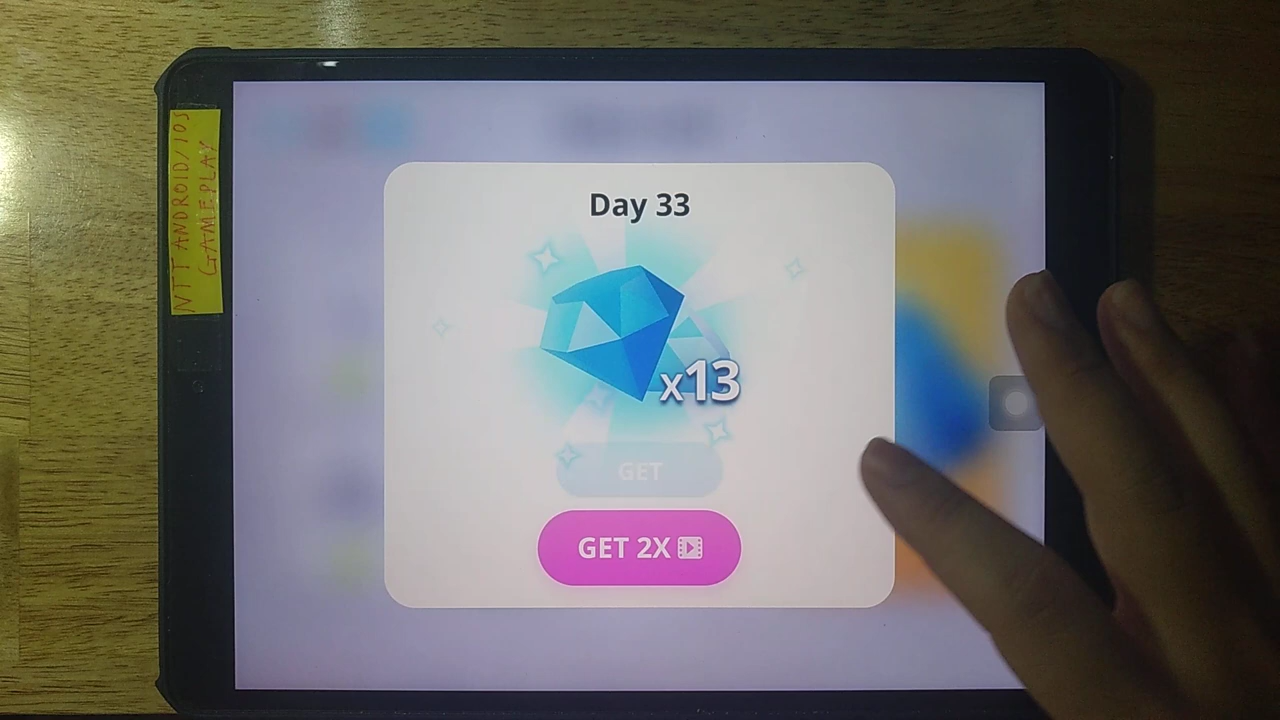 NTT ANDROID/IOS
GAMEPLAY
Day 33
x13
GET
GET 2X